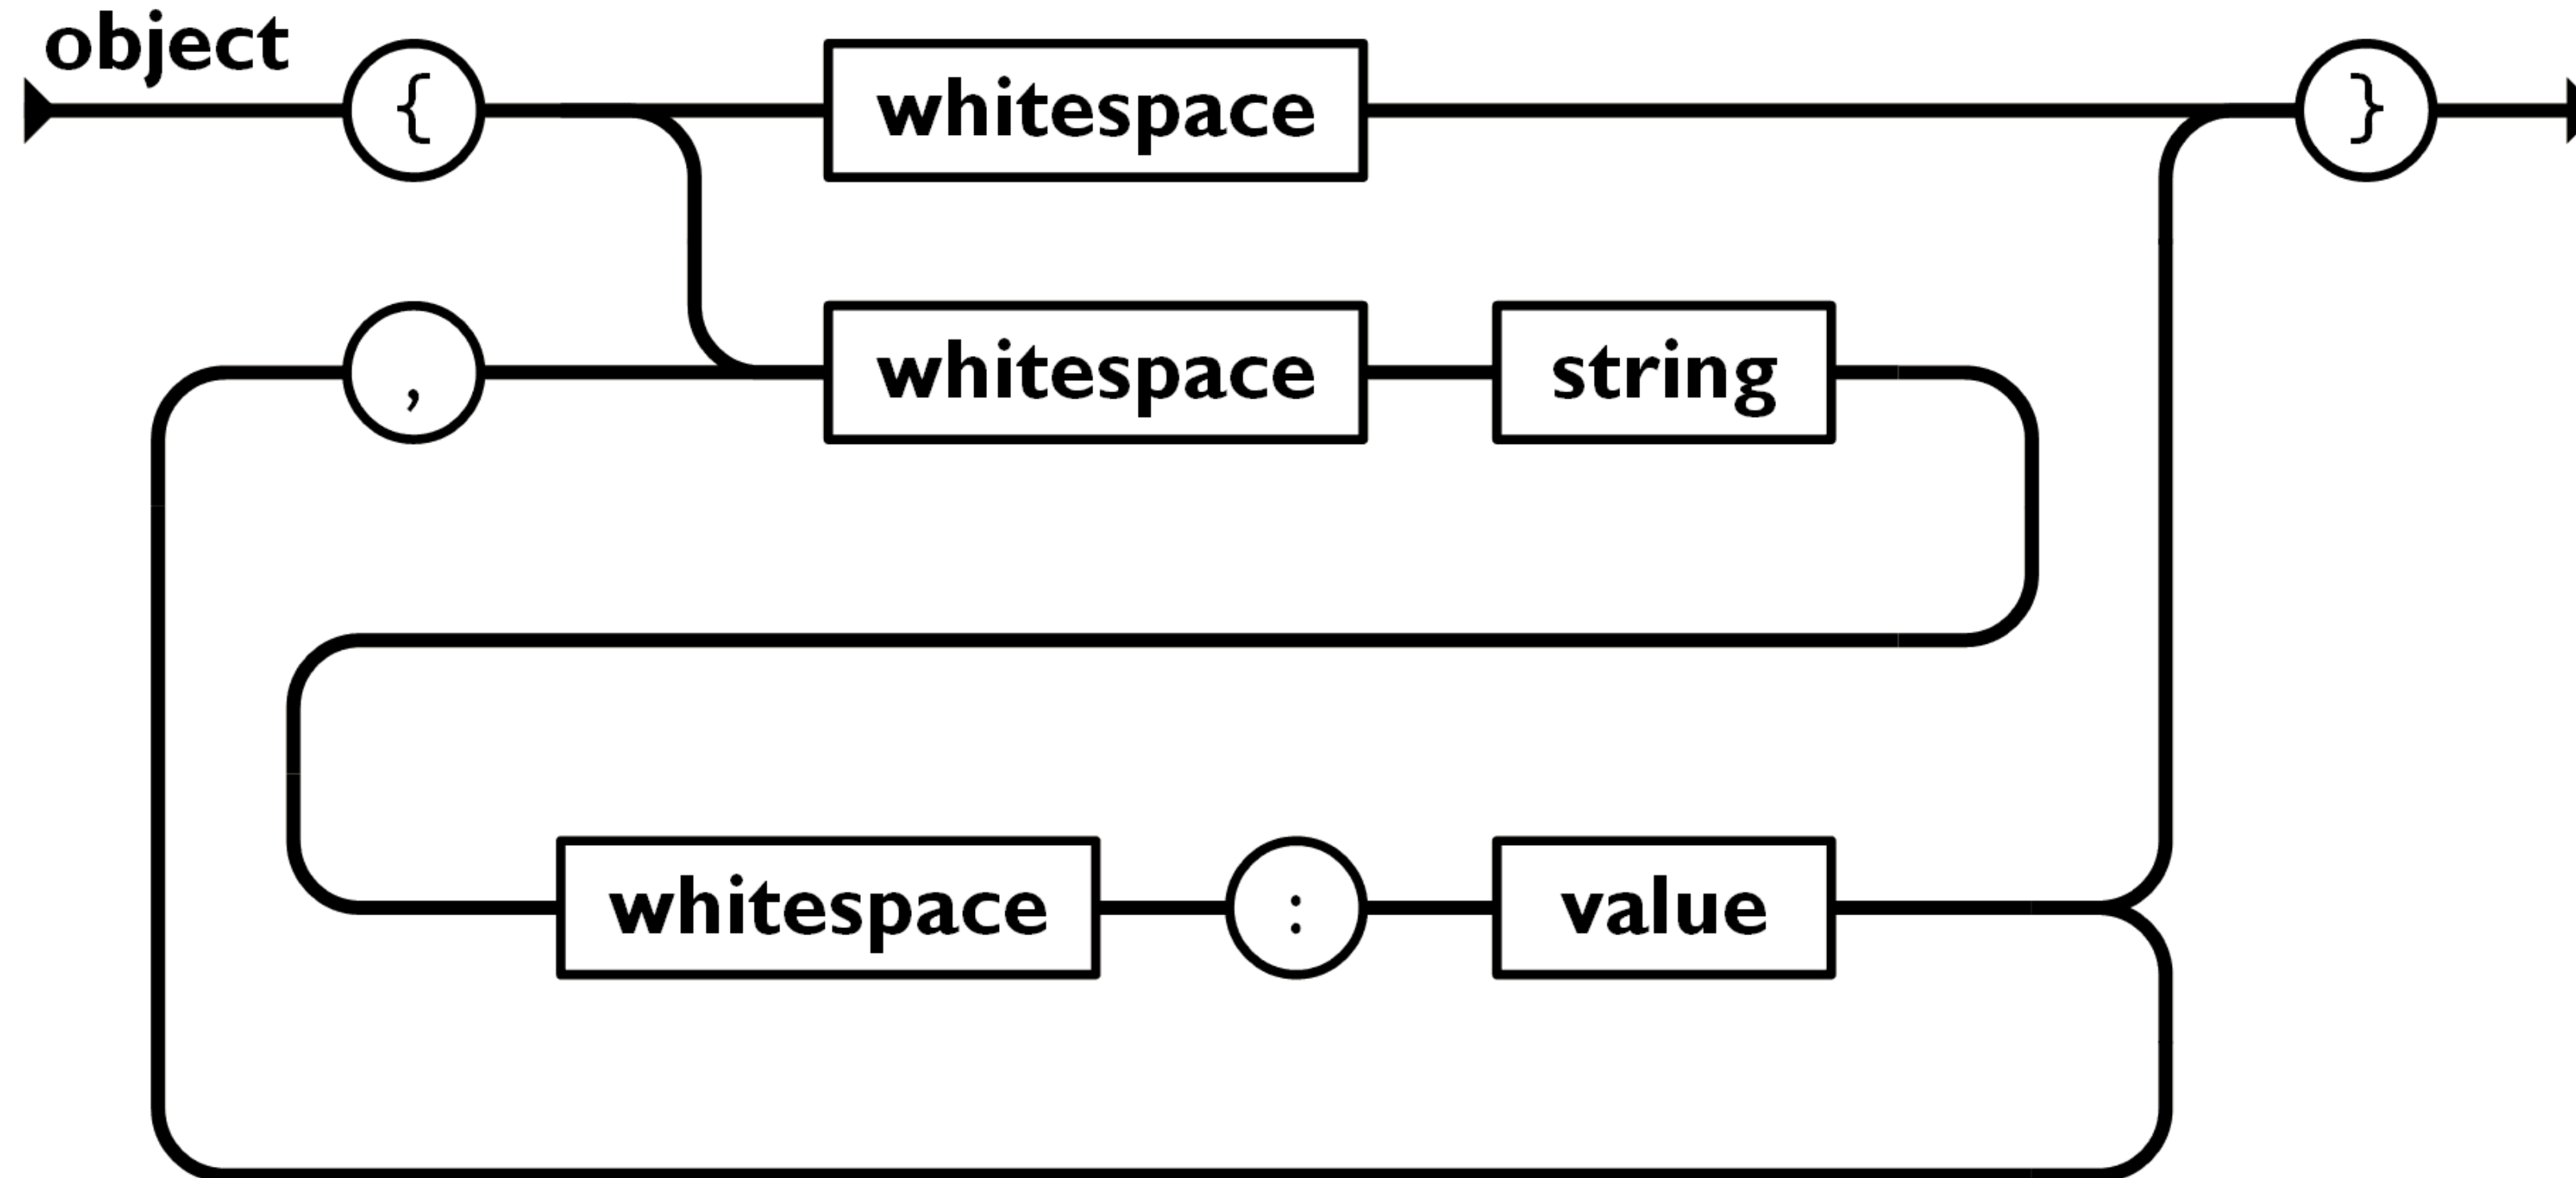 object
{ whitespace }
, whitespace string
whitespace : value